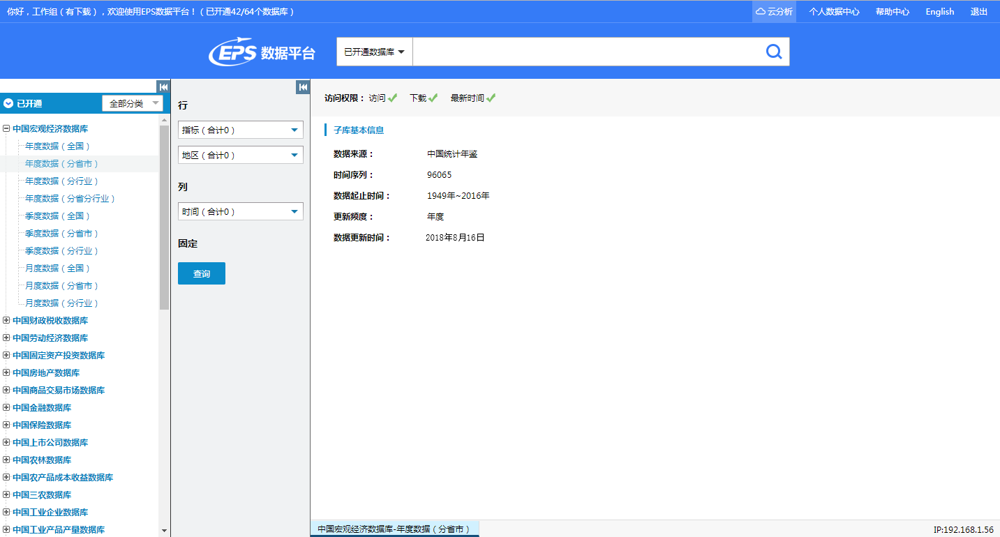 你好，工作组（有下载），欢迎使用EPS数据平台！（已开通42/64个数据库）
云分析 个人数据中心 帮助中心 English 退出
EPS 数据平台
已开通数据库
已开通 全部分类
中国宏观经济数据库
年度数据（全国）
年度数据（分省市）
年度数据（分行业）
年度数据（分省分行业）
季度数据（全国）
季度数据（分省市）
季度数据（分行业）
月度数据（全国）
月度数据（分省市）
月度数据（分行业）
中国财政税收数据库
中国劳动经济数据库
中国固定资产投资数据库
中国房地产数据库
中国商品交易市场数据库
中国金融数据库
中国保险数据库
中国上市公司数据库
中国农林数据库
中国农产品成本收益数据库
中国三农数据库
中国工业企业数据库
中国工业产品产量数据库
行
指标（合计0）
地区（合计0）
列
时间（合计0）
固定
查询
访问权限： 访问 下载 最新时间
子库基本信息
数据来源： 中国统计年鉴
时间序列： 96065
数据起止时间： 1949年~2016年
更新频度： 年度
数据更新时间： 2018年8月16日
中国宏观经济数据库-年度数据（分省市）
IP:192.168.1.56